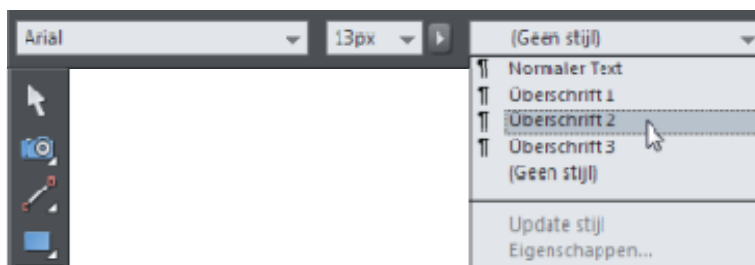 Arial 13px (Geen stijl)
¶ Normaler Text
¶ Überschrift 1
¶ Überschrift 2
¶ Überschrift 3
(Geen stijl)
Update stijl
Eigenschappen...